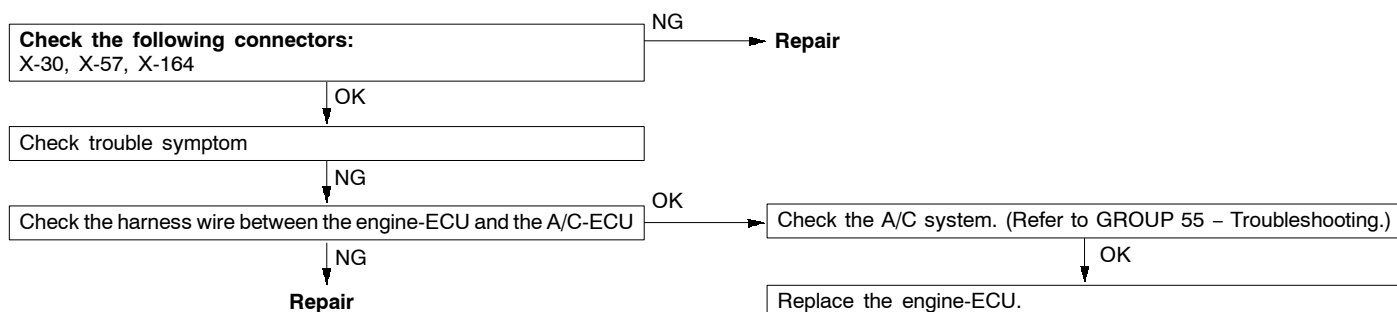 Check the following connectors:
X-30, X-57, X-164
NG
Repair
OK
Check trouble symptom
NG
Check the harness wire between the engine-ECU and the A/C-ECU
OK
Check the A/C system. (Refer to GROUP 55 – Troubleshooting.)
NG
OK
Repair
Replace the engine-ECU.